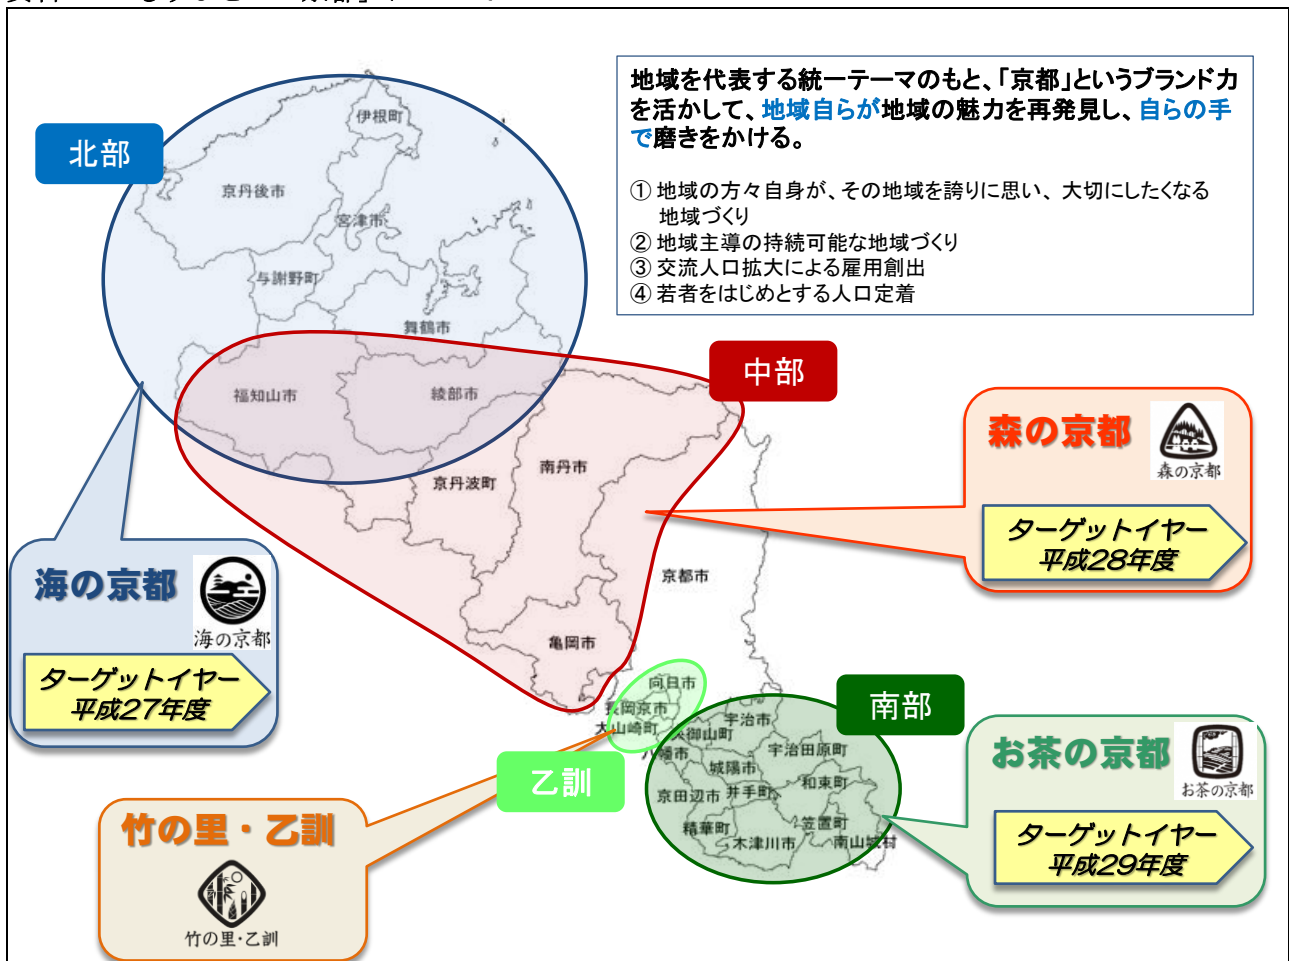 地域を代表する統一テーマのもと、「京都」というブランド力
を活かして、地域自らが地域の魅力を再発見し、自らの手
で磨きをかける。
① 地域の方々自身が、その地域を誇りに思い、大切にしたくなる
地域づくり
② 地域主導の持続可能な地域づくり
③ 交流人口拡大による雇用創出
④ 若者をはじめとする人口定着
北部
伊根町
京丹後市
宮津市
与謝野町
舞鶴市
中部
福知山市
綾部市
京丹波町
南丹市
森の京都
森の京都
ターゲットイヤー
平成28年度
京都市
海の京都
海の京都
ターゲットイヤー
平成27年度
亀岡市
向日市
長岡京市
大山崎町
乙訓
南部
宇治市
久御山町
八幡市
宇治田原町
城陽市
京田辺市
井手町
和束町
精華町
笠置町
木津川市
南山城村
お茶の京都
お茶の京都
ターゲットイヤー
平成29年度
竹の里・乙訓
竹の里・乙訓